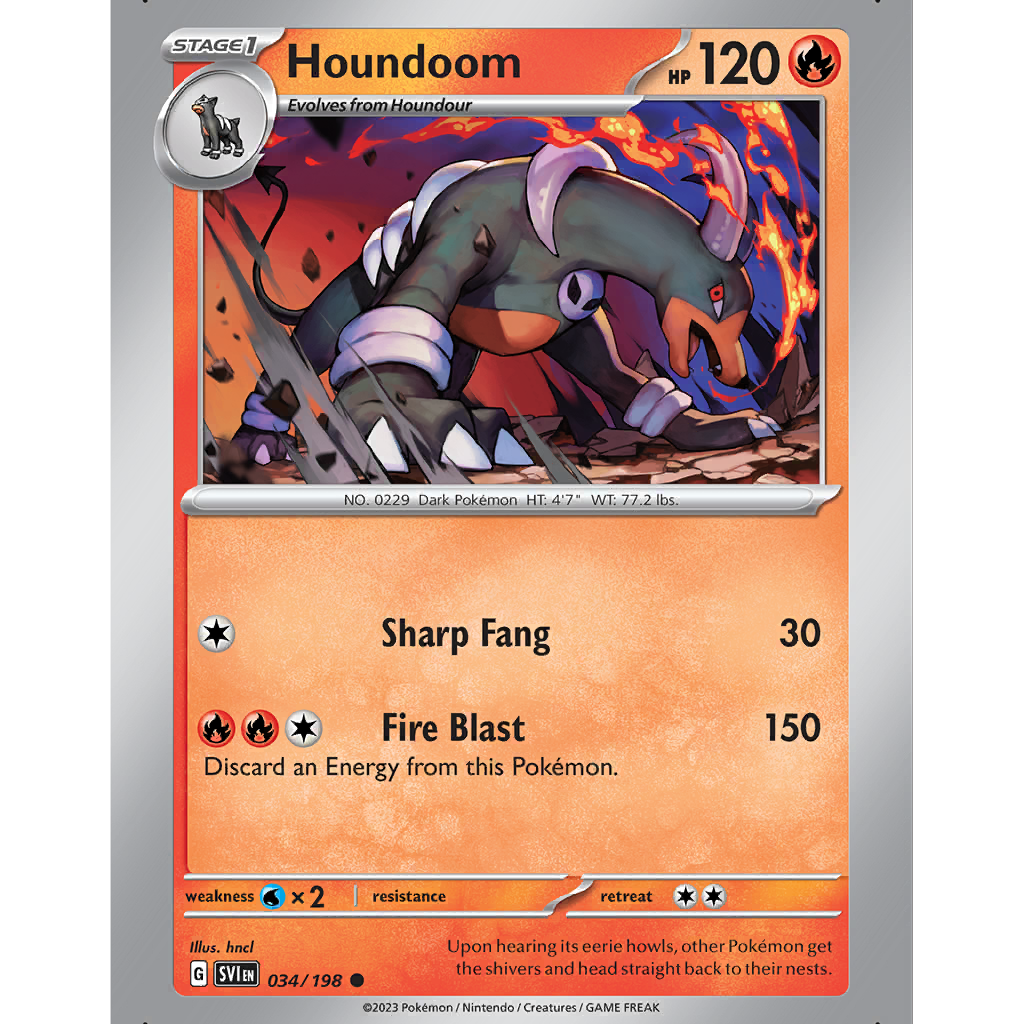 STAGE1
Houndoom
HP 120
Evolves from Houndour
NO. 0229 Dark Pokémon HT: 4'7" WT: 77.2 lbs.
Sharp Fang 30
Fire Blast 150
Discard an Energy from this Pokémon.
weakness ×2 resistance retreat
Illus. hncl
Upon hearing its eerie howls, other Pokémon get
the shivers and head straight back to their nests.
G SVI EN 034/198
©2023 Pokémon / Nintendo / Creatures / GAME FREAK